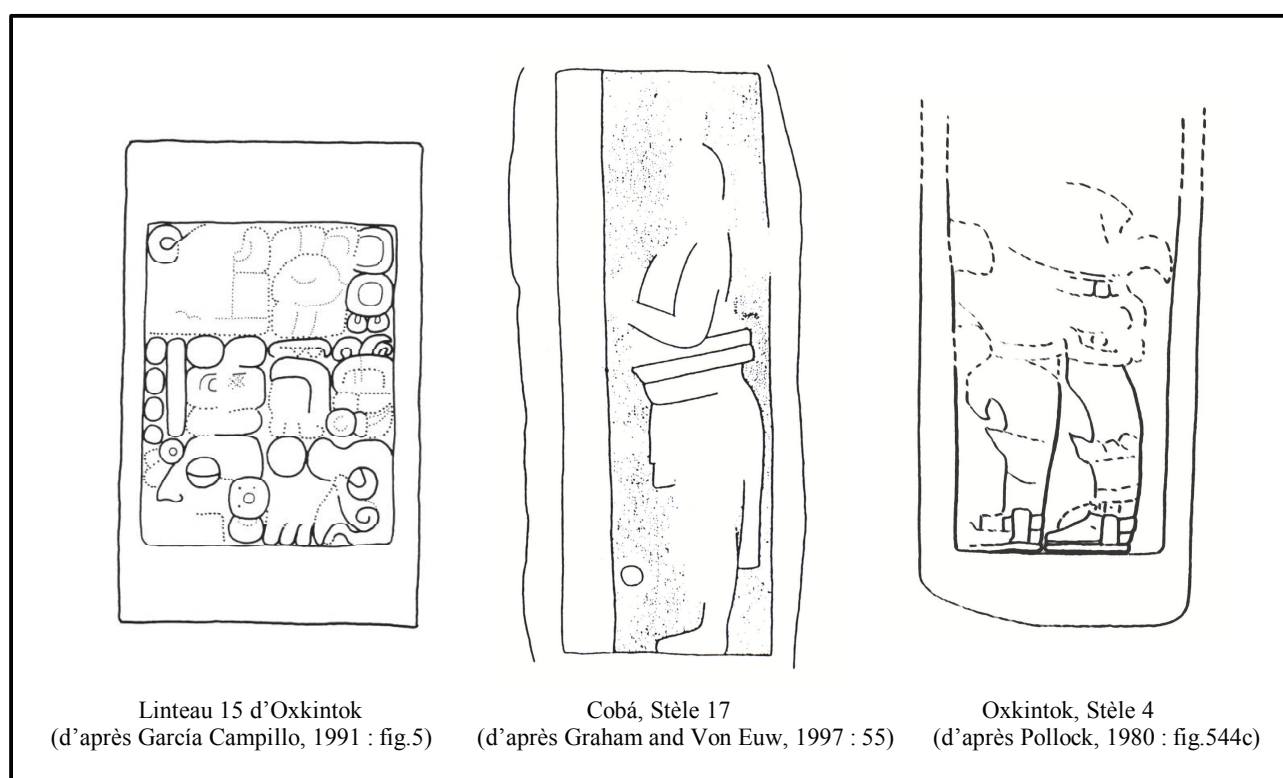 Linteau 15 d’Oxkintok
(d’après García Campillo, 1991 : fig.5)
Cobá, Stèle 17
(d’après Graham and Von Euw, 1997 : 55)
Oxkintok, Stèle 4
(d’après Pollock, 1980 : fig.544c)